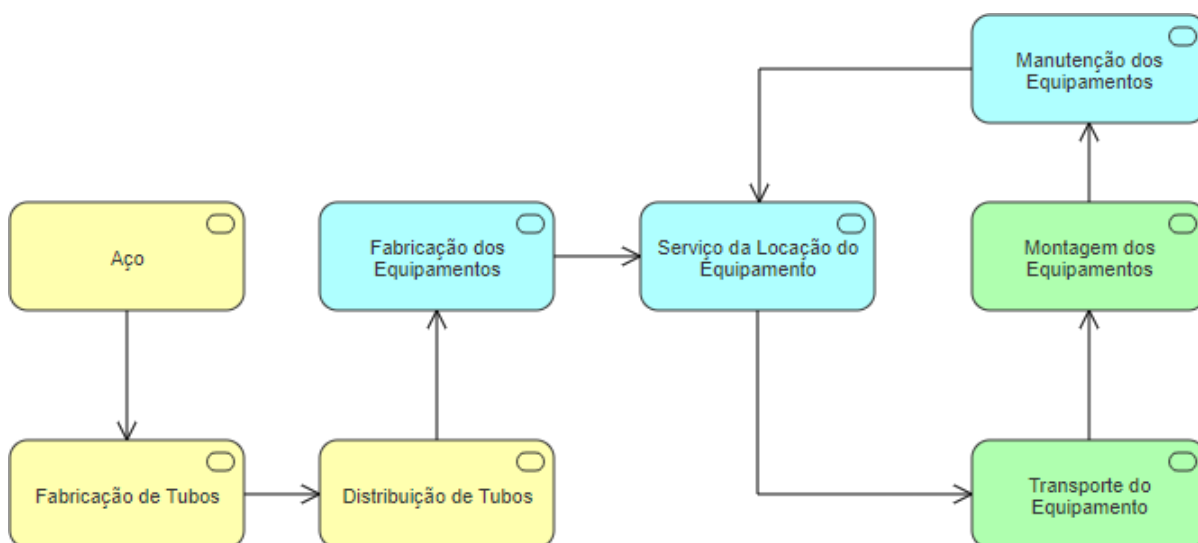 Manutenção dos
Equipamentos
Aço
Fabricação dos
Equipamentos
Serviço da Locação do
Equipamento
Montagem dos
Equipamentos
Fabricação de Tubos
Distribuição de Tubos
Transporte do
Equipamento